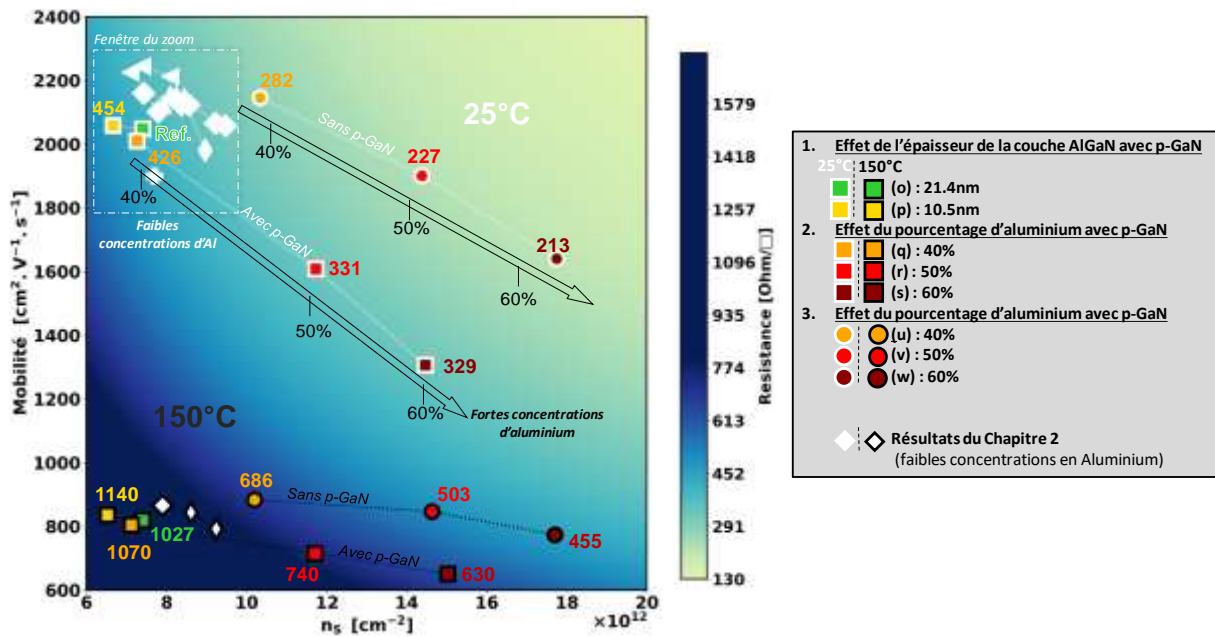 2400
2200
2000
1800
1600
1400
1200
1000
800
600
Mobilité [cm². V⁻¹. s⁻¹]
Fenêtre du zoom
282
25°C
454
Ref.
Sans p-GaN
40%
227
426
40%
50%
Faibles
concentrations d'Al
Avec p-GaN
213
331
60%
50%
329
60%
150°C
Fortes concentrations
d'aluminium
1140
686
Sans p-GaN
503
1027
455
1070
Avec p-GaN
740
630
6 8 10 12 14 16 18 20
nₛ [cm⁻²]
×10¹²
1579
1418
1257
1096
935
774
613
452
291
130
Resistance [Ohm/□]
1. Effet de l'épaisseur de la couche AlGaN avec p-GaN
25°C 150°C
(o) : 21.4nm
(p) : 10.5nm
2. Effet du pourcentage d'aluminium avec p-GaN
(q) : 40%
(r) : 50%
(s) : 60%
3. Effet du pourcentage d'aluminium avec p-GaN
(u) : 40%
(v) : 50%
(w) : 60%
Résultats du Chapitre 2
(faibles concentrations en Aluminium)